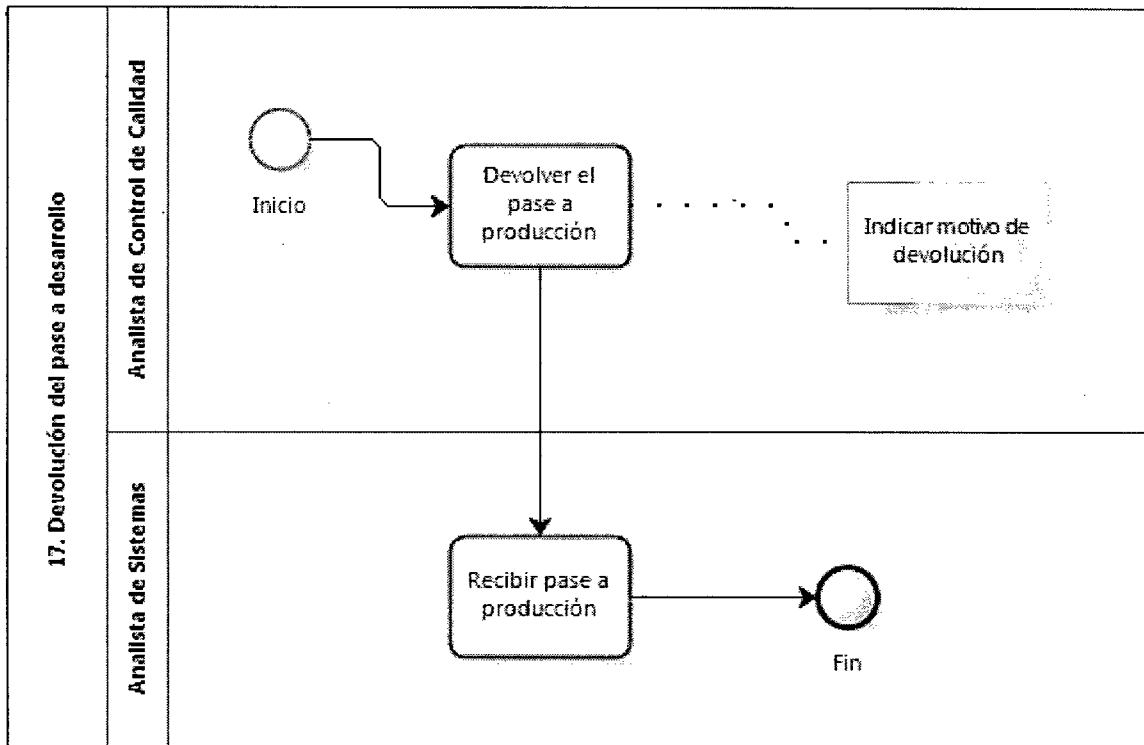 17. Devolución del pase a desarrollo
Analista de Control de Calidad
Inicio
Devolver el
pase a
producción
Indicar motivo de
devolución
Analista de Sistemas
Recibir pase a
producción
Fin